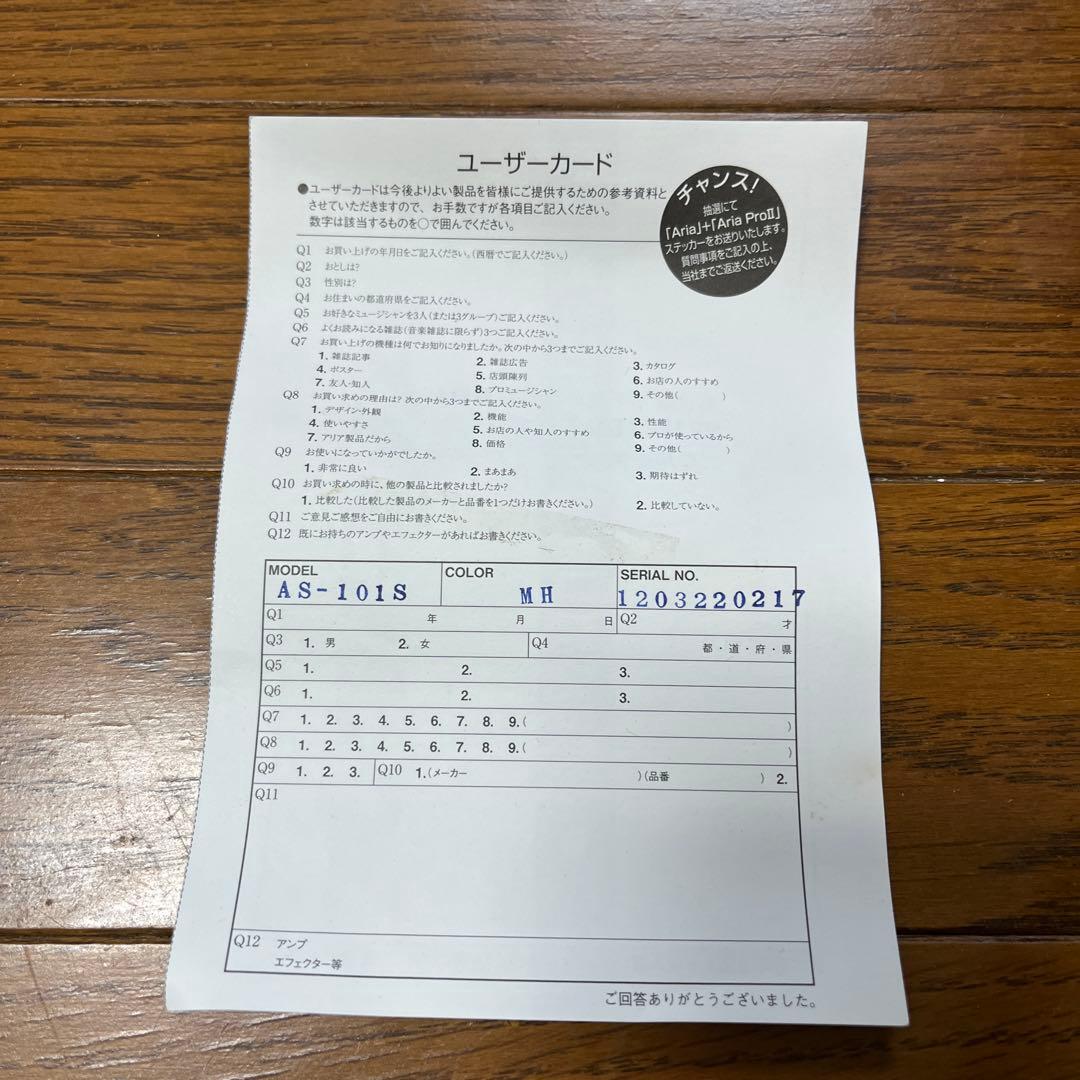 ユーザーカード
●ユーザーカードは今後よりよい製品を皆様にご提供するための参考資料と
させていただきますので、お手数ですが各項目ご記入ください。
数字は該当するものを○で囲んでください。
チャンス!
抽選にて
「Aria」+「Aria ProⅡ」
ステッカーをお送りいたします。
質問事項をご記入の上、
当社までご返送ください。
Q1 お買い上げの年月日をご記入ください。(西暦でご記入ください。)
Q2 おとしは?
Q3 性別は?
Q4 お住まいの都道府県をご記入ください。
Q5 お好きなミュージシャンを3人(または3グループ)ご記入ください。
Q6 よくお読みになる雑誌(音楽雑誌に限らず)3つご記入ください。
Q7 お買い上げの機種は何でお知りになりましたか。次の中から3つまでご記入ください。
1. 雑誌記事 2. 雑誌広告 3. カタログ
4. ポスター 5. 店頭陳列 6. お店の人のすすめ
7. 友人・知人 8. プロミュージシャン 9. その他( )
Q8 お買い求めの理由は? 次の中から3つまでご記入ください。
1. デザイン・外観 2. 機能 3. 性能
4. 使いやすさ 5. お店の人や知人のすすめ 6. プロが使っているから
7. アリア製品だから 8. 価格 9. その他( )
Q9 お使いになっていかがでしたか。
1. 非常に良い 2. まあまあ 3. 期待はずれ
Q10 お買い求めの時に、他の製品と比較されましたか?
1. 比較した(比較した製品のメーカーと品番を1つだけお書きください。) 2. 比較していない。
Q11 ご意見ご感想をご自由にお書きください。
Q12 既にお持ちのアンプやエフェクターがあればお書きください。
MODEL COLOR SERIAL NO.
AS-101S MH 1203220217
Q1 年 月 日 Q2 才
Q3 1. 男 2. 女 Q4 都・道・府・県
Q5 1. 2. 3.
Q6 1. 2. 3.
Q7 1. 2. 3. 4. 5. 6. 7. 8. 9.( )
Q8 1. 2. 3. 4. 5. 6. 7. 8. 9.( )
Q9 1. 2. 3. Q10 1.(メーカー )(品番 ) 2.
Q11
Q12 アンプ
エフェクター等
ご回答ありがとうございました。